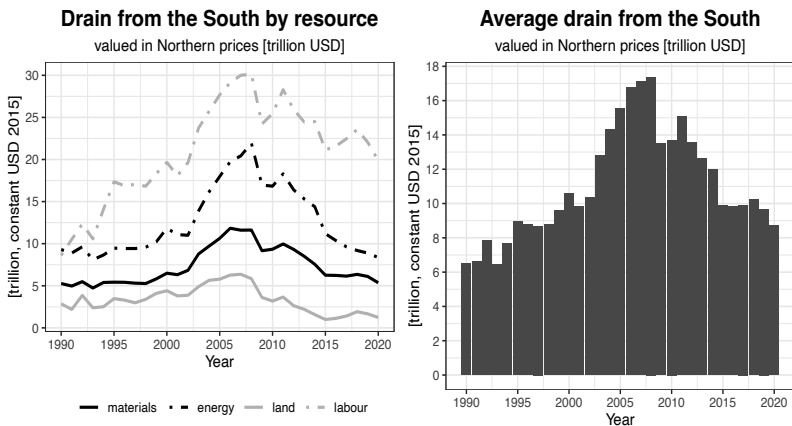 Drain from the South by resource
valued in Northern prices [trillion USD]
[trillion, constant USD 2015]
30
25
20
15
10
5
0
1990 1995 2000 2005 2010 2015 2020
Year
materials energy land labour
Average drain from the South
valued in Northern prices [trillion USD]
[trillion, constant USD 2015]
18
16
14
12
10
8
6
4
2
0
1990 1995 2000 2005 2010 2015 2020
Year